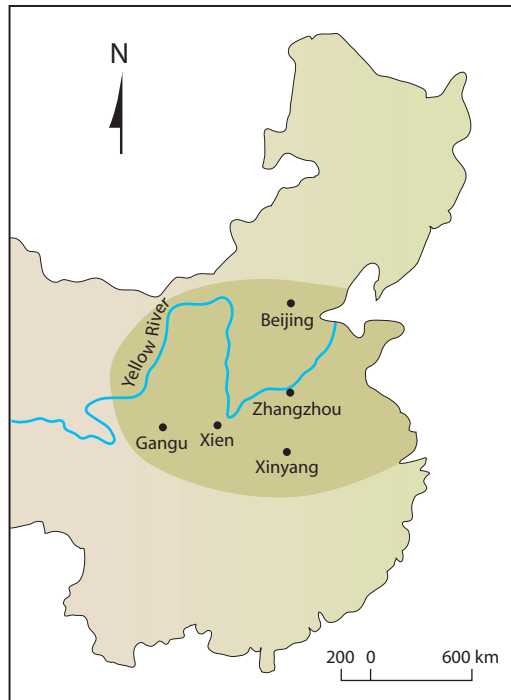 N
Yellow River
Beijing
Zhangzhou
Gangu
Xien
Xinyang
200 0 600 km